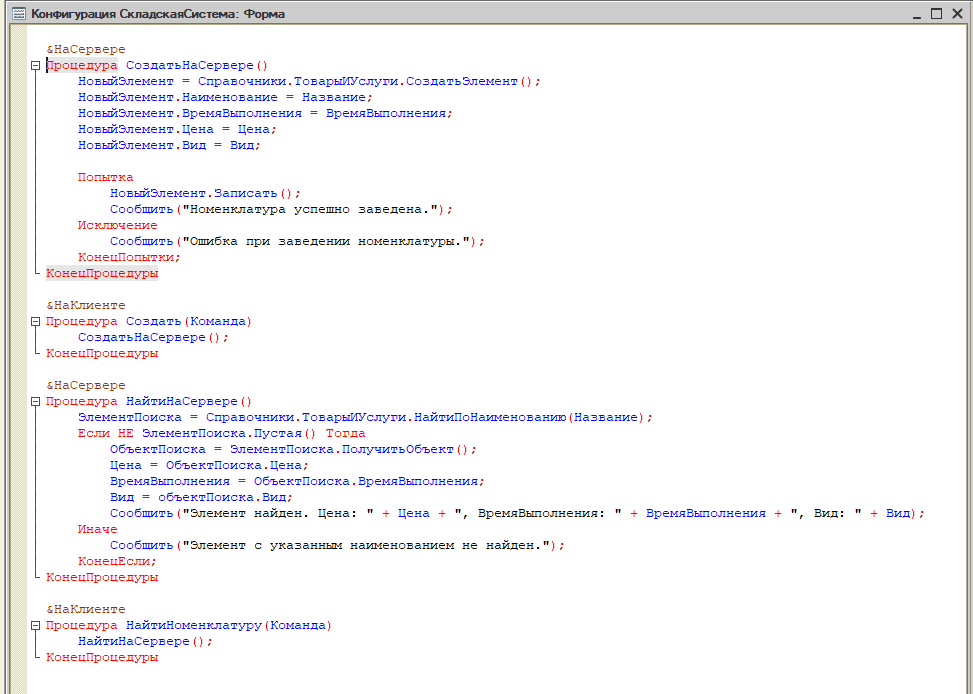 Конфигурация СкладскаяСистема: Форма
&НаСервере
Процедура СоздатьНаСервере()
НовыйЭлемент = Справочники.ТоварыИУслуги.СоздатьЭлемент();
НовыйЭлемент.Наименование = Название;
НовыйЭлемент.ВремяВыполнения = ВремяВыполнения;
НовыйЭлемент.Цена = Цена;
НовыйЭлемент.Вид = Вид;
Попытка
НовыйЭлемент.Записать();
Сообщить("Номенклатура успешно заведена.");
Исключение
Сообщить("Ошибка при заведении номенклатуры.");
КонецПопытки;
КонецПроцедуры
&НаКлиенте
Процедура Создать(Команда)
СоздатьНаСервере();
КонецПроцедуры
&НаСервере
Процедура НайтиНаСервере()
ЭлементПоиска = Справочники.ТоварыИУслуги.НайтиПоНаименованию(Название);
Если НЕ ЭлементПоиска.Пустая() Тогда
ОбъектПоиска = ЭлементПоиска.ПолучитьОбъект();
Цена = ОбъектПоиска.Цена;
ВремяВыполнения = ОбъектПоиска.ВремяВыполнения;
Вид = объектПоиска.Вид;
Сообщить("Элемент найден. Цена: " + Цена + ", ВремяВыполнения: " + ВремяВыполнения + ", Вид: " + Вид);
Иначе
Сообщить("Элемент с указанным наименованием не найден.");
КонецЕсли;
КонецПроцедуры
&НаКлиенте
Процедура НайтиНоменклатуру(Команда)
НайтиНаСервере();
КонецПроцедуры